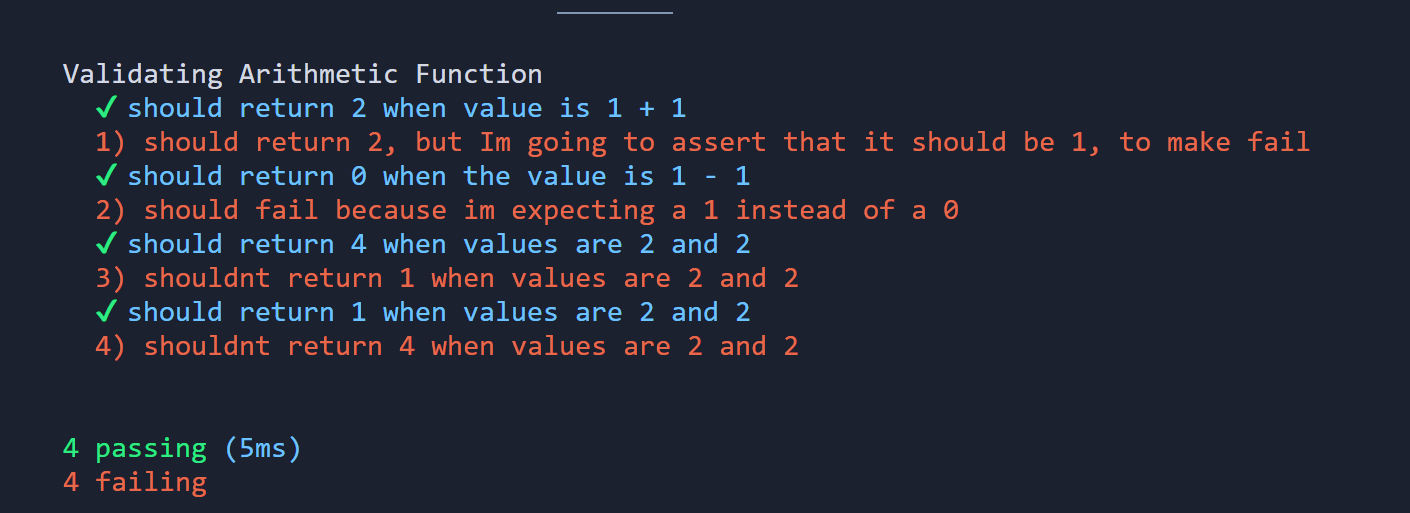 Validating Arithmetic Function
✓ should return 2 when value is 1 + 1
1) should return 2, but Im going to assert that it should be 1, to make fail
✓ should return 0 when the value is 1 - 1
2) should fail because im expecting a 1 instead of a 0
✓ should return 4 when values are 2 and 2
3) shouldnt return 1 when values are 2 and 2
✓ should return 1 when values are 2 and 2
4) shouldnt return 4 when values are 2 and 2
4 passing (5ms)
4 failing